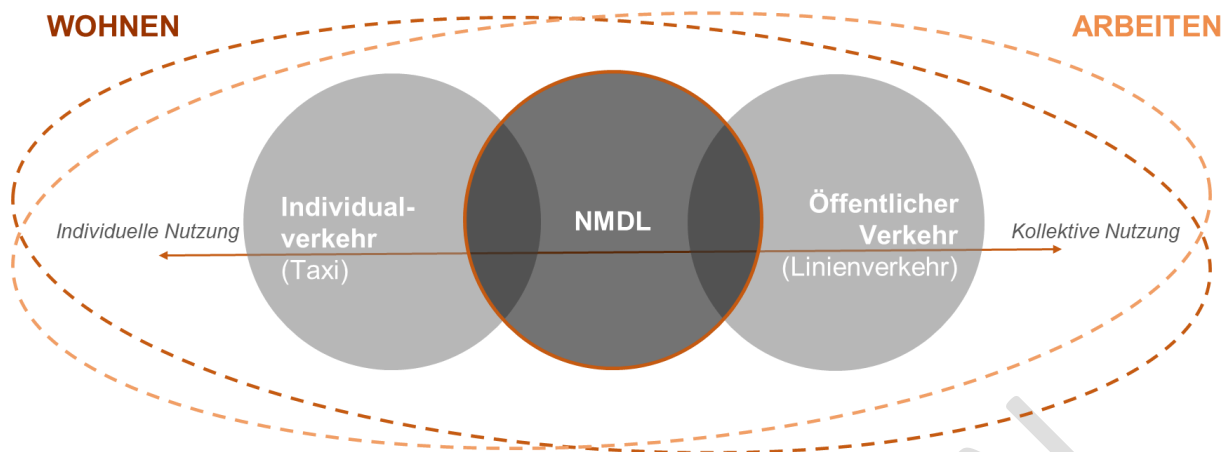 WOHNEN
ARBEITEN
Individual-
verkehr
(Taxi)
NMDL
Öffentlicher
Verkehr
(Linienverkehr)
Individuelle Nutzung
Kollektive Nutzung